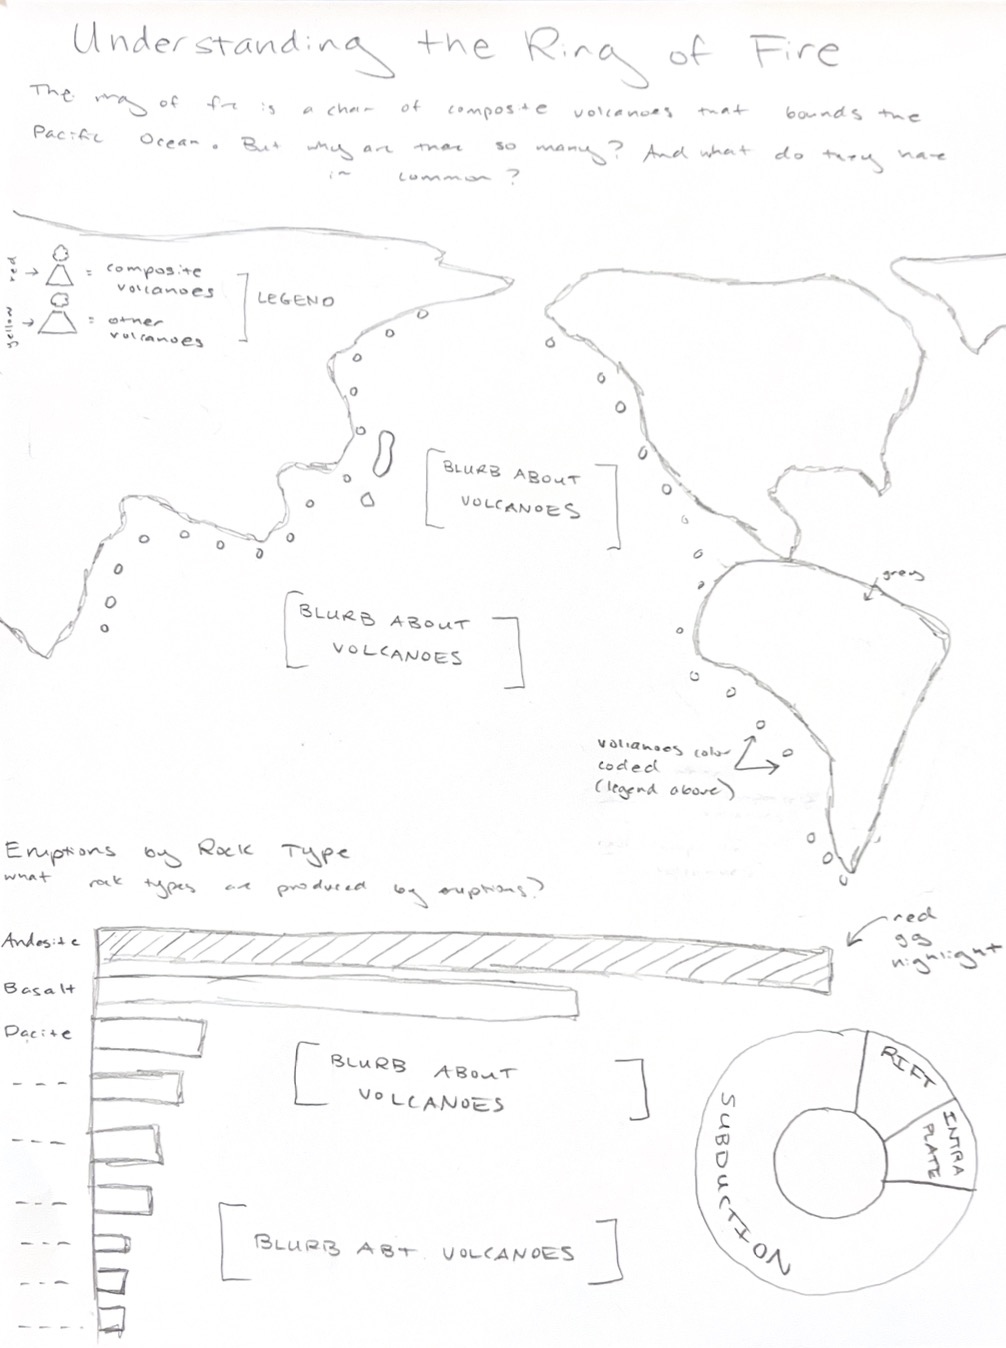 Understanding the Ring of Fire
The ring of fire is a chain of composite volcanoes that bounds the
Pacific Ocean. But why are there so many? And what do they have
in common?
red → = composite
volcanoes
yellow → = other
volcanoes
LEGEND
BLURB ABOUT
VOLCANOES
grey
BLURB ABOUT
VOLCANOES
volcanoes color
coded
(legend above)
Eruptions by Rock Type
what rock types are produced by eruptions?
red
as
highlight
Andesite
Basalt
Dacite
BLURB ABOUT
VOLCANOES
RIFT
INTRA
PLATE
SUBDUCTION
BLURB ABT. VOLCANOES